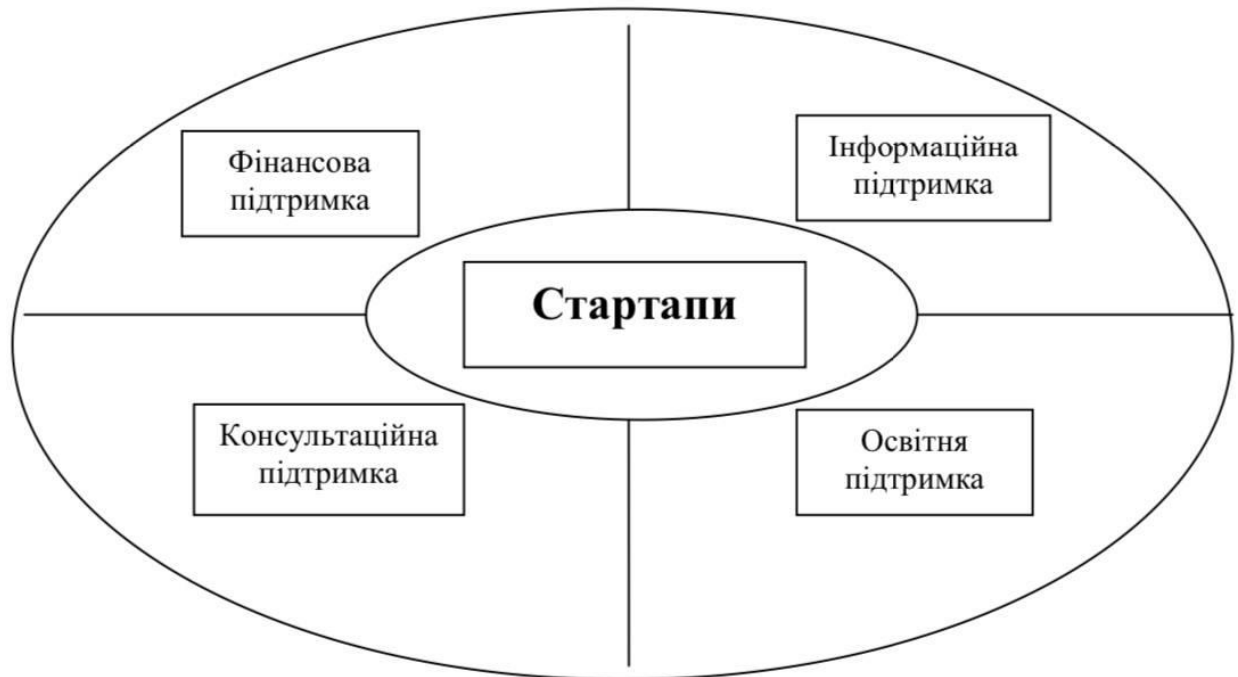 Фінансова
підтримка
Інформаційна
підтримка
Стартапи
Консультаційна
підтримка
Освітня
підтримка